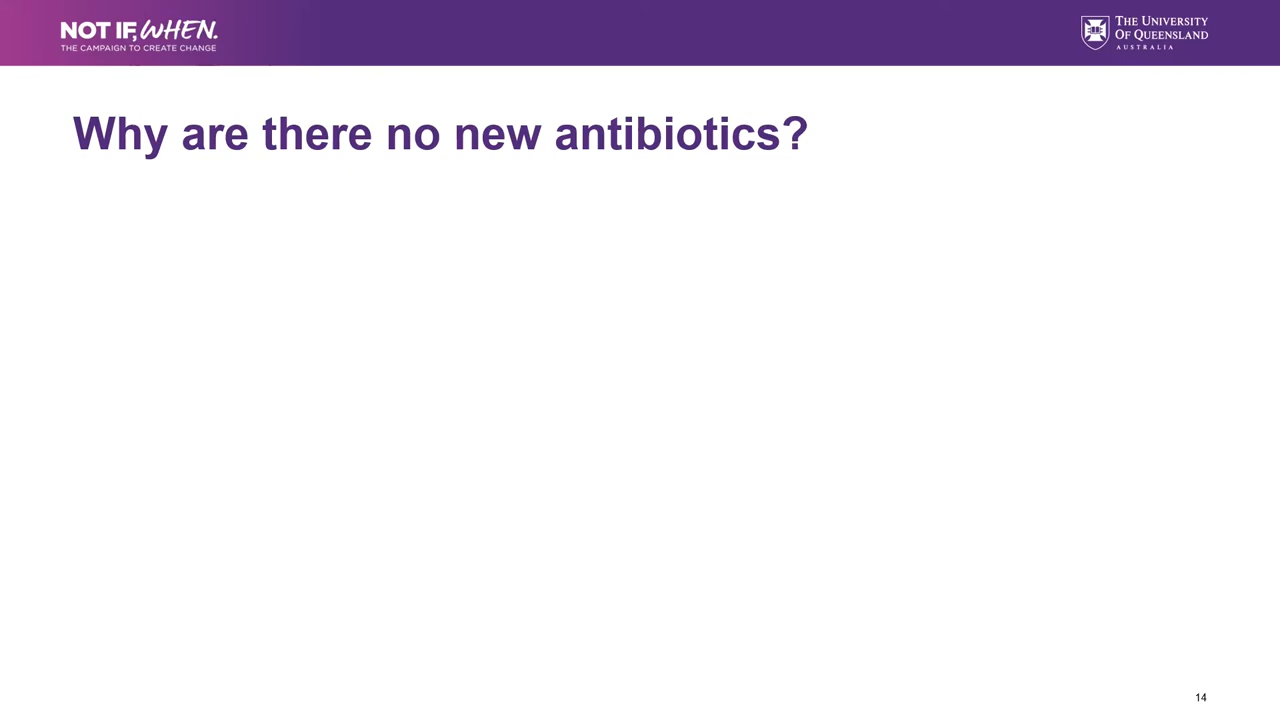 NOT IF, WHEN.
THE CAMPAIGN TO CREATE CHANGE
THE UNIVERSITY
OF QUEENSLAND
AUSTRALIA
Why are there no new antibiotics?
14